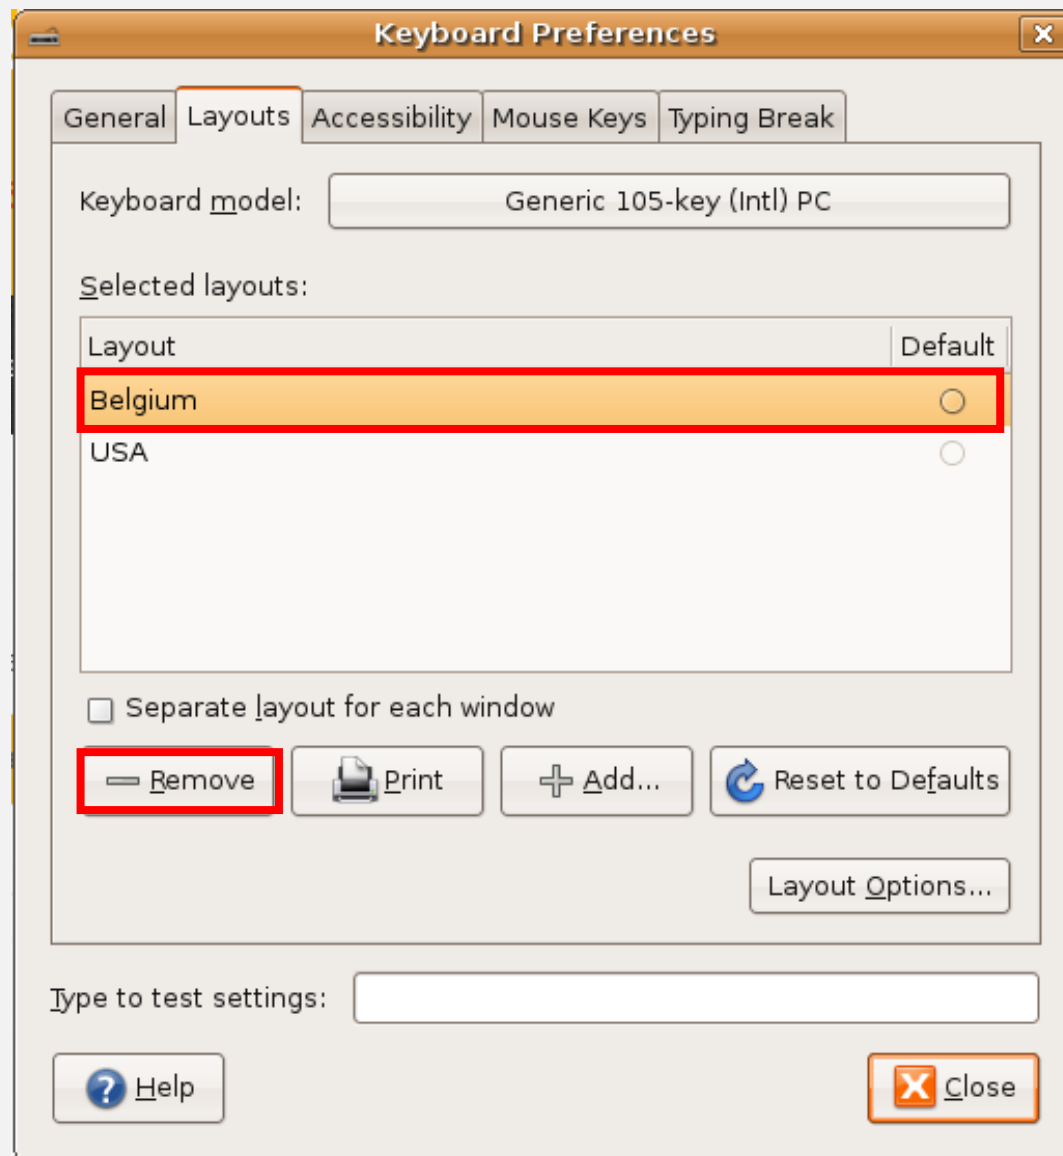 Keyboard Preferences
General Layouts Accessibility Mouse Keys Typing Break
Keyboard model: Generic 105-key (Intl) PC
Selected layouts:
Layout Default
Belgium
USA
Separate layout for each window
Remove Print Add... Reset to Defaults
Layout Options...
Type to test settings:
Help Close